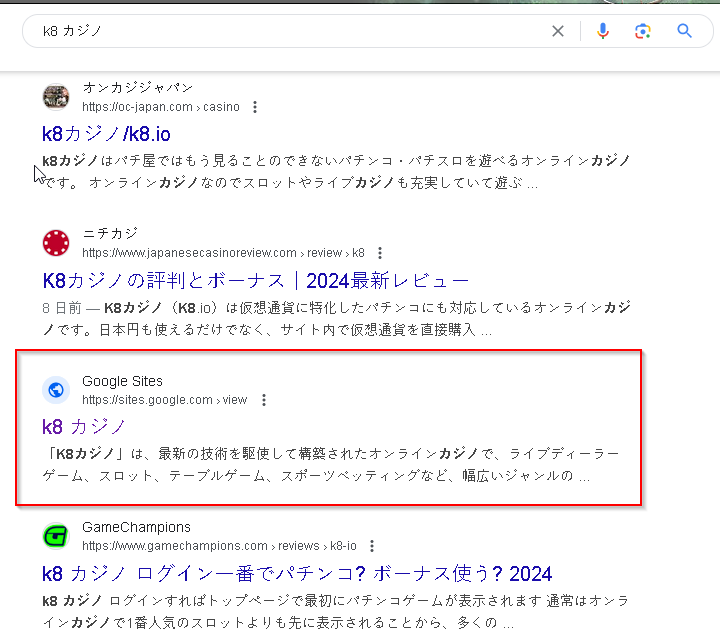 k8 カジノ
オンカジジャパン
https://oc-japan.com › casino
k8カジノ/k8.io
k8カジノはパチ屋ではもう見ることのできないパチンコ・パチスロを遊べるオンラインカジノ
です。 オンラインカジノなのでスロットやライブカジノも充実していて遊ぶ ...
ニチカジ
https://www.japanesecasinoreview.com › review › k8
K8カジノの評判とボーナス｜2024最新レビュー
8 日前 — K8カジノ（K8.io）は仮想通貨に特化したパチンコにも対応しているオンラインカジ
ノです。日本円も使えるだけでなく、サイト内で仮想通貨を直接購入 ...
Google Sites
https://sites.google.com › view
k8 カジノ
「K8カジノ」は、最新の技術を駆使して構築されたオンラインカジノで、ライブディーラー
ゲーム、スロット、テーブルゲーム、スポーツベッティングなど、幅広いジャンルの ...
GameChampions
https://www.gamechampions.com › reviews › k8-io
k8 カジノ ログイン一番でパチンコ? ボーナス使う? 2024
k8 カジノ ログインすればトップページで最初にパチンコゲームが表示されます 通常はオンラ
インカジノで1番人気のスロットよりも先に表示されることから、多くの ...